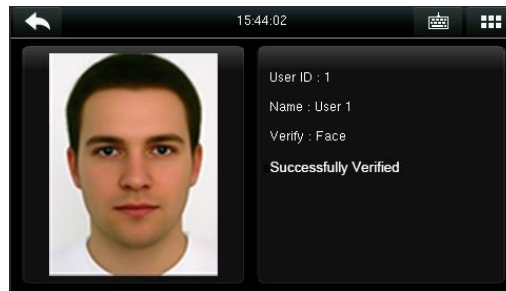 15:44:02
User ID : 1
Name : User 1
Verify : Face
Successfully Verified